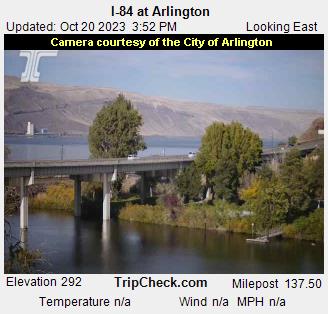 I-84 at Arlington
Updated: Oct 20 2023 3:52 PM Looking East
Camera courtesy of the City of Arlington
Elevation 292 TripCheck.com Milepost 137.50
Temperature n/a Wind n/a MPH n/a